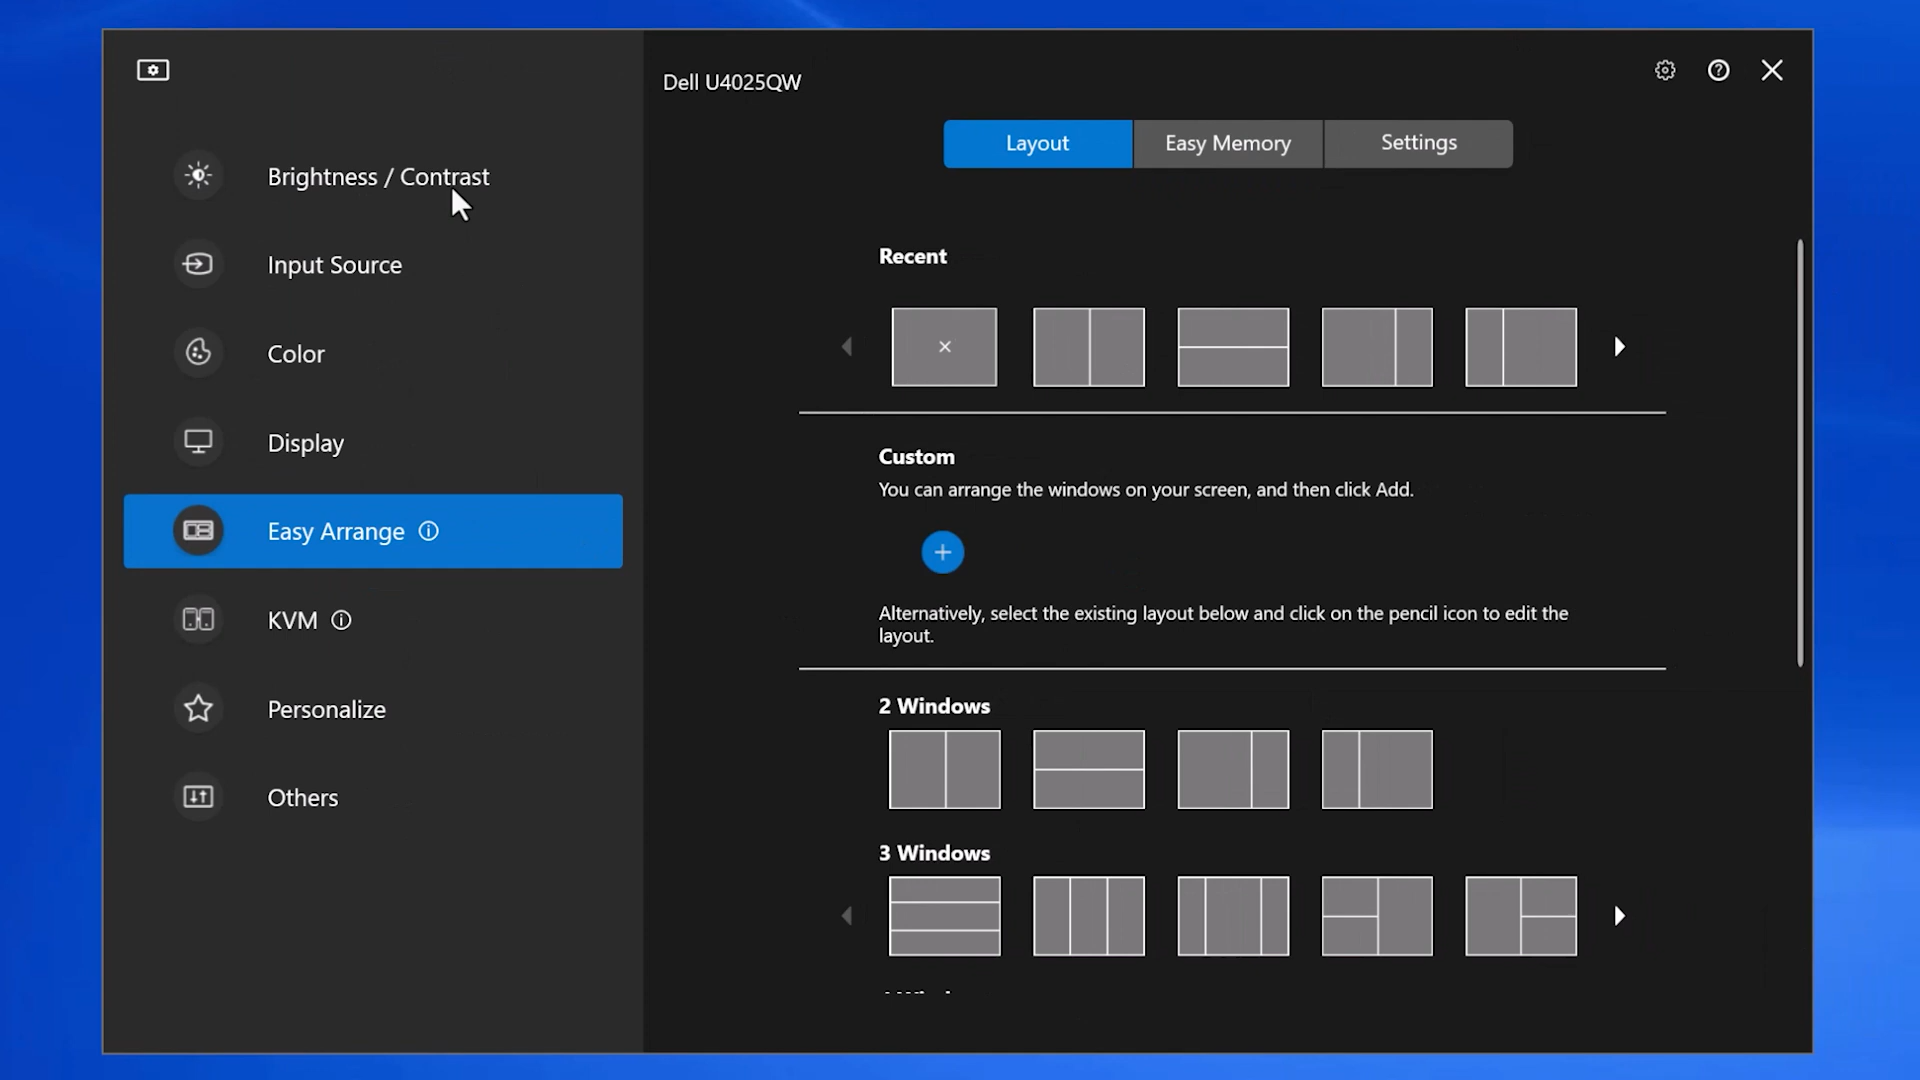 Dell U4025QW
Layout
Easy Memory
Settings
Brightness / Contrast
Input Source
Color
Display
Easy Arrange
KVM
Personalize
Others
Recent
Custom
You can arrange the windows on your screen, and then click Add.
Alternatively, select the existing layout below and click on the pencil icon to edit the
layout.
2 Windows
3 Windows